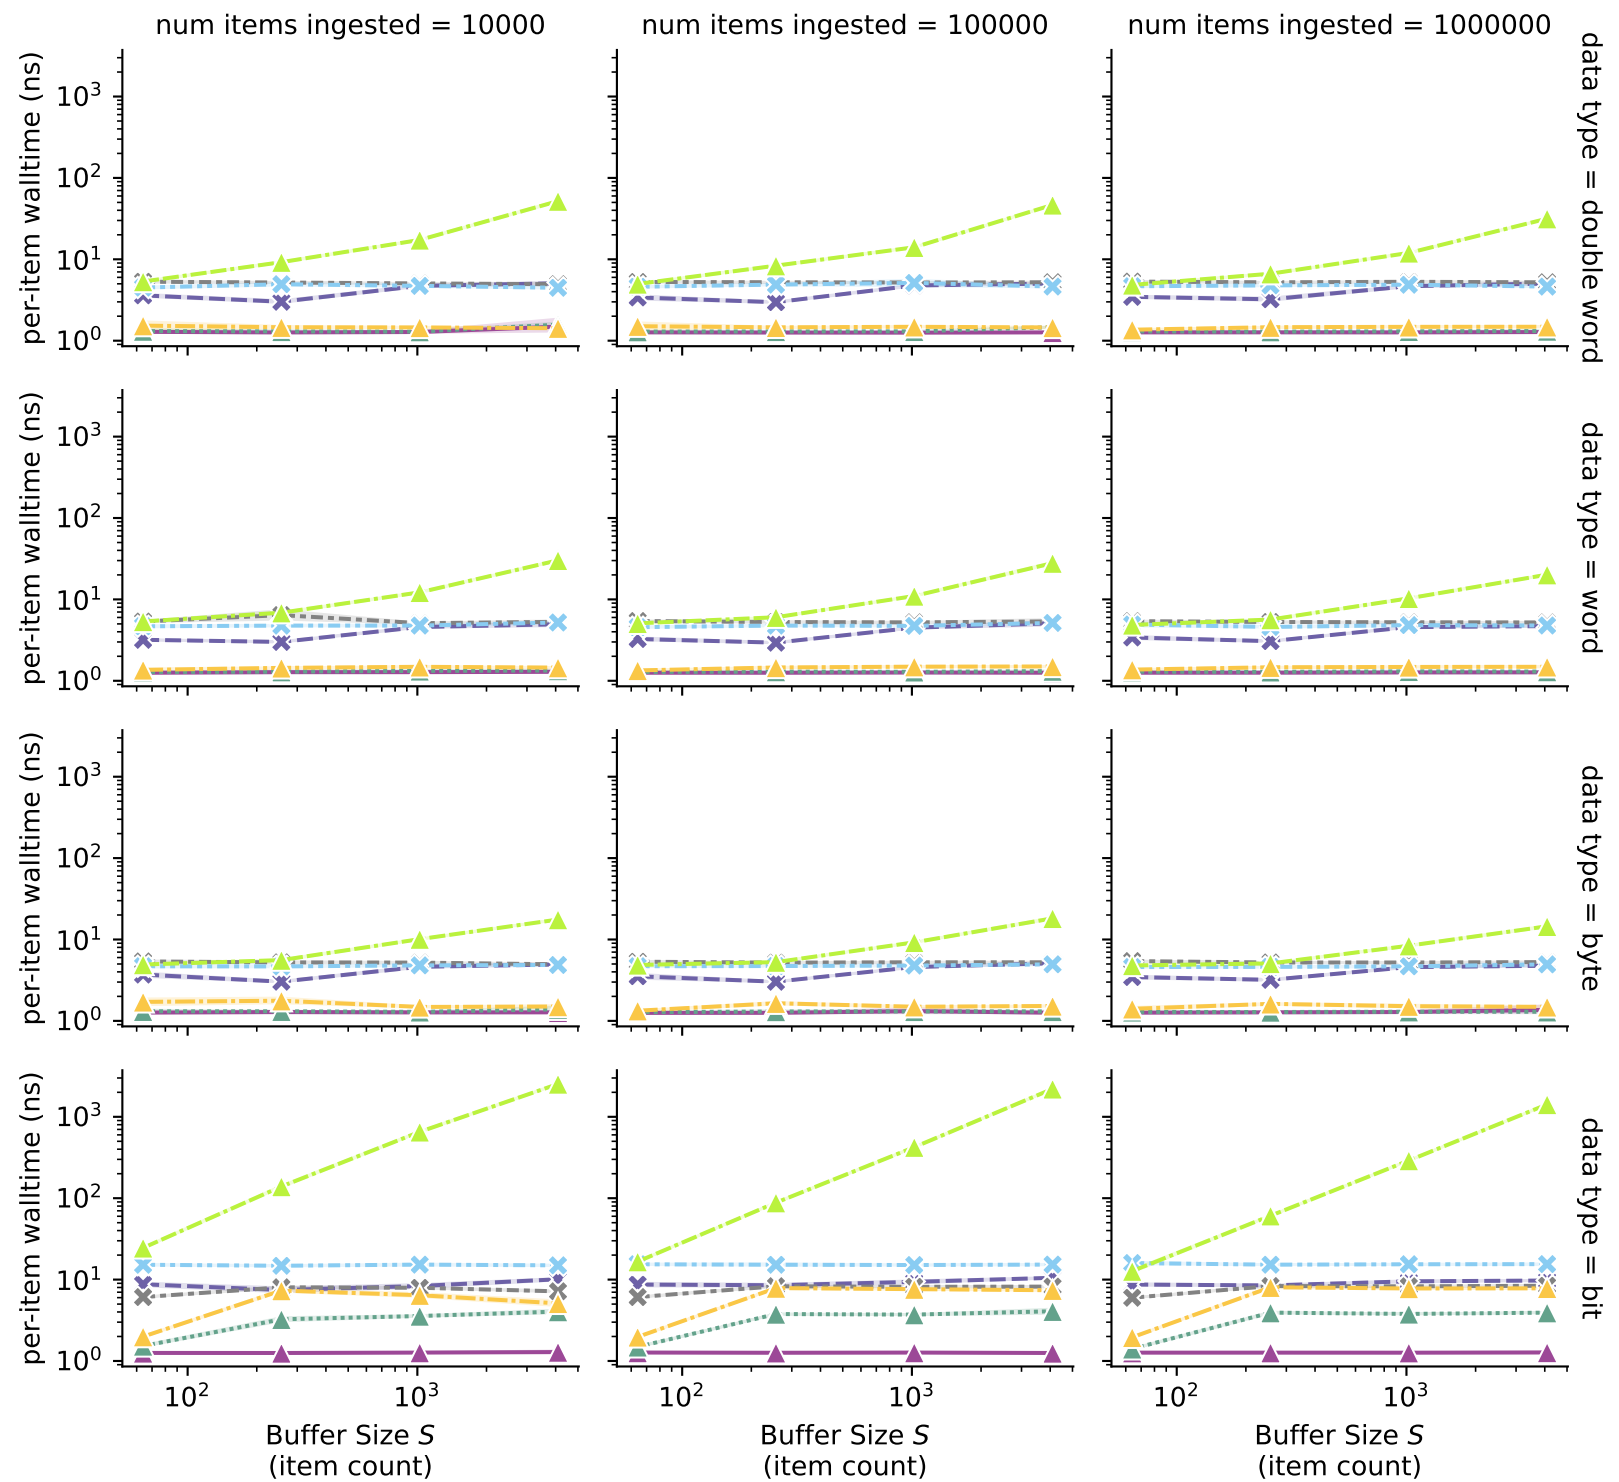 num items ingested = 10000
num items ingested = 100000
num items ingested = 1000000
per-item walltime (ns)
10³
10²
10¹
10⁰
data type = double word
per-item walltime (ns)
10³
10²
10¹
10⁰
data type = word
per-item walltime (ns)
10³
10²
10¹
10⁰
data type = byte
per-item walltime (ns)
10³
10²
10¹
10⁰
data type = bit
10² 10³
10² 10³
10² 10³
Buffer Size S
(item count)
Buffer Size S
(item count)
Buffer Size S
(item count)